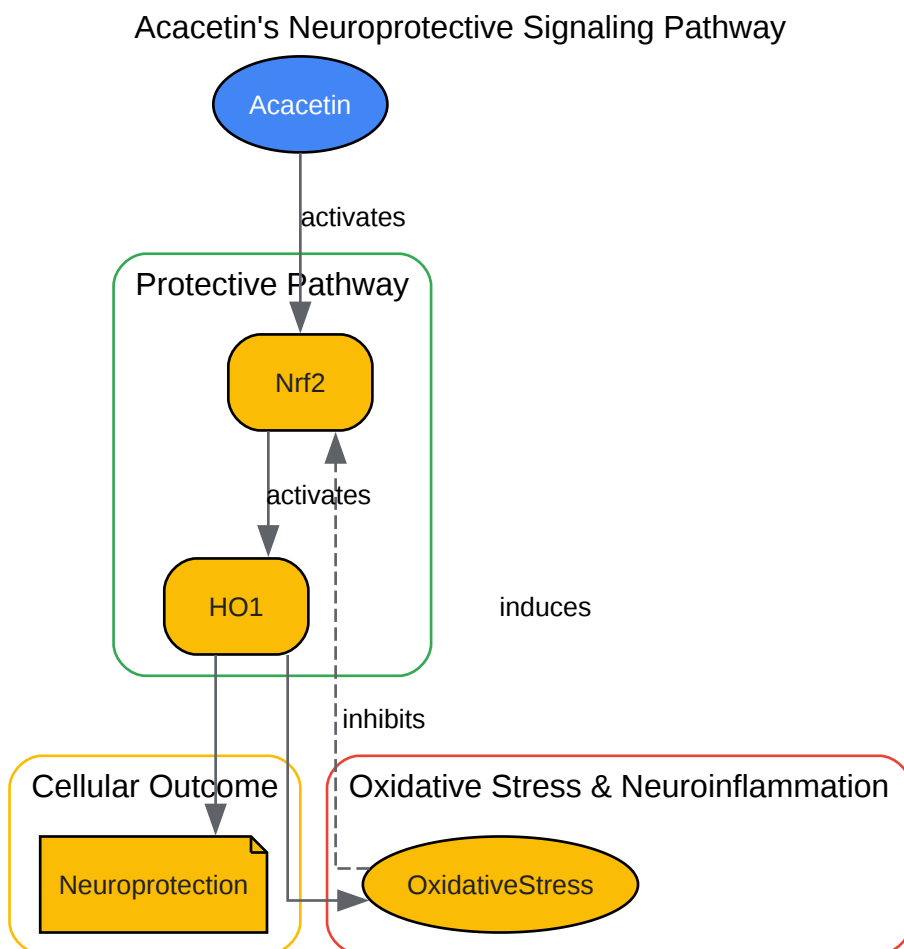 Acacetin's Neuroprotective Signaling Pathway
Acacetin
activates
Protective Pathway
Nrf2
activates
HO1
induces
inhibits
Cellular Outcome
Oxidative Stress & Neuroinflammation
Neuroprotection
OxidativeStress